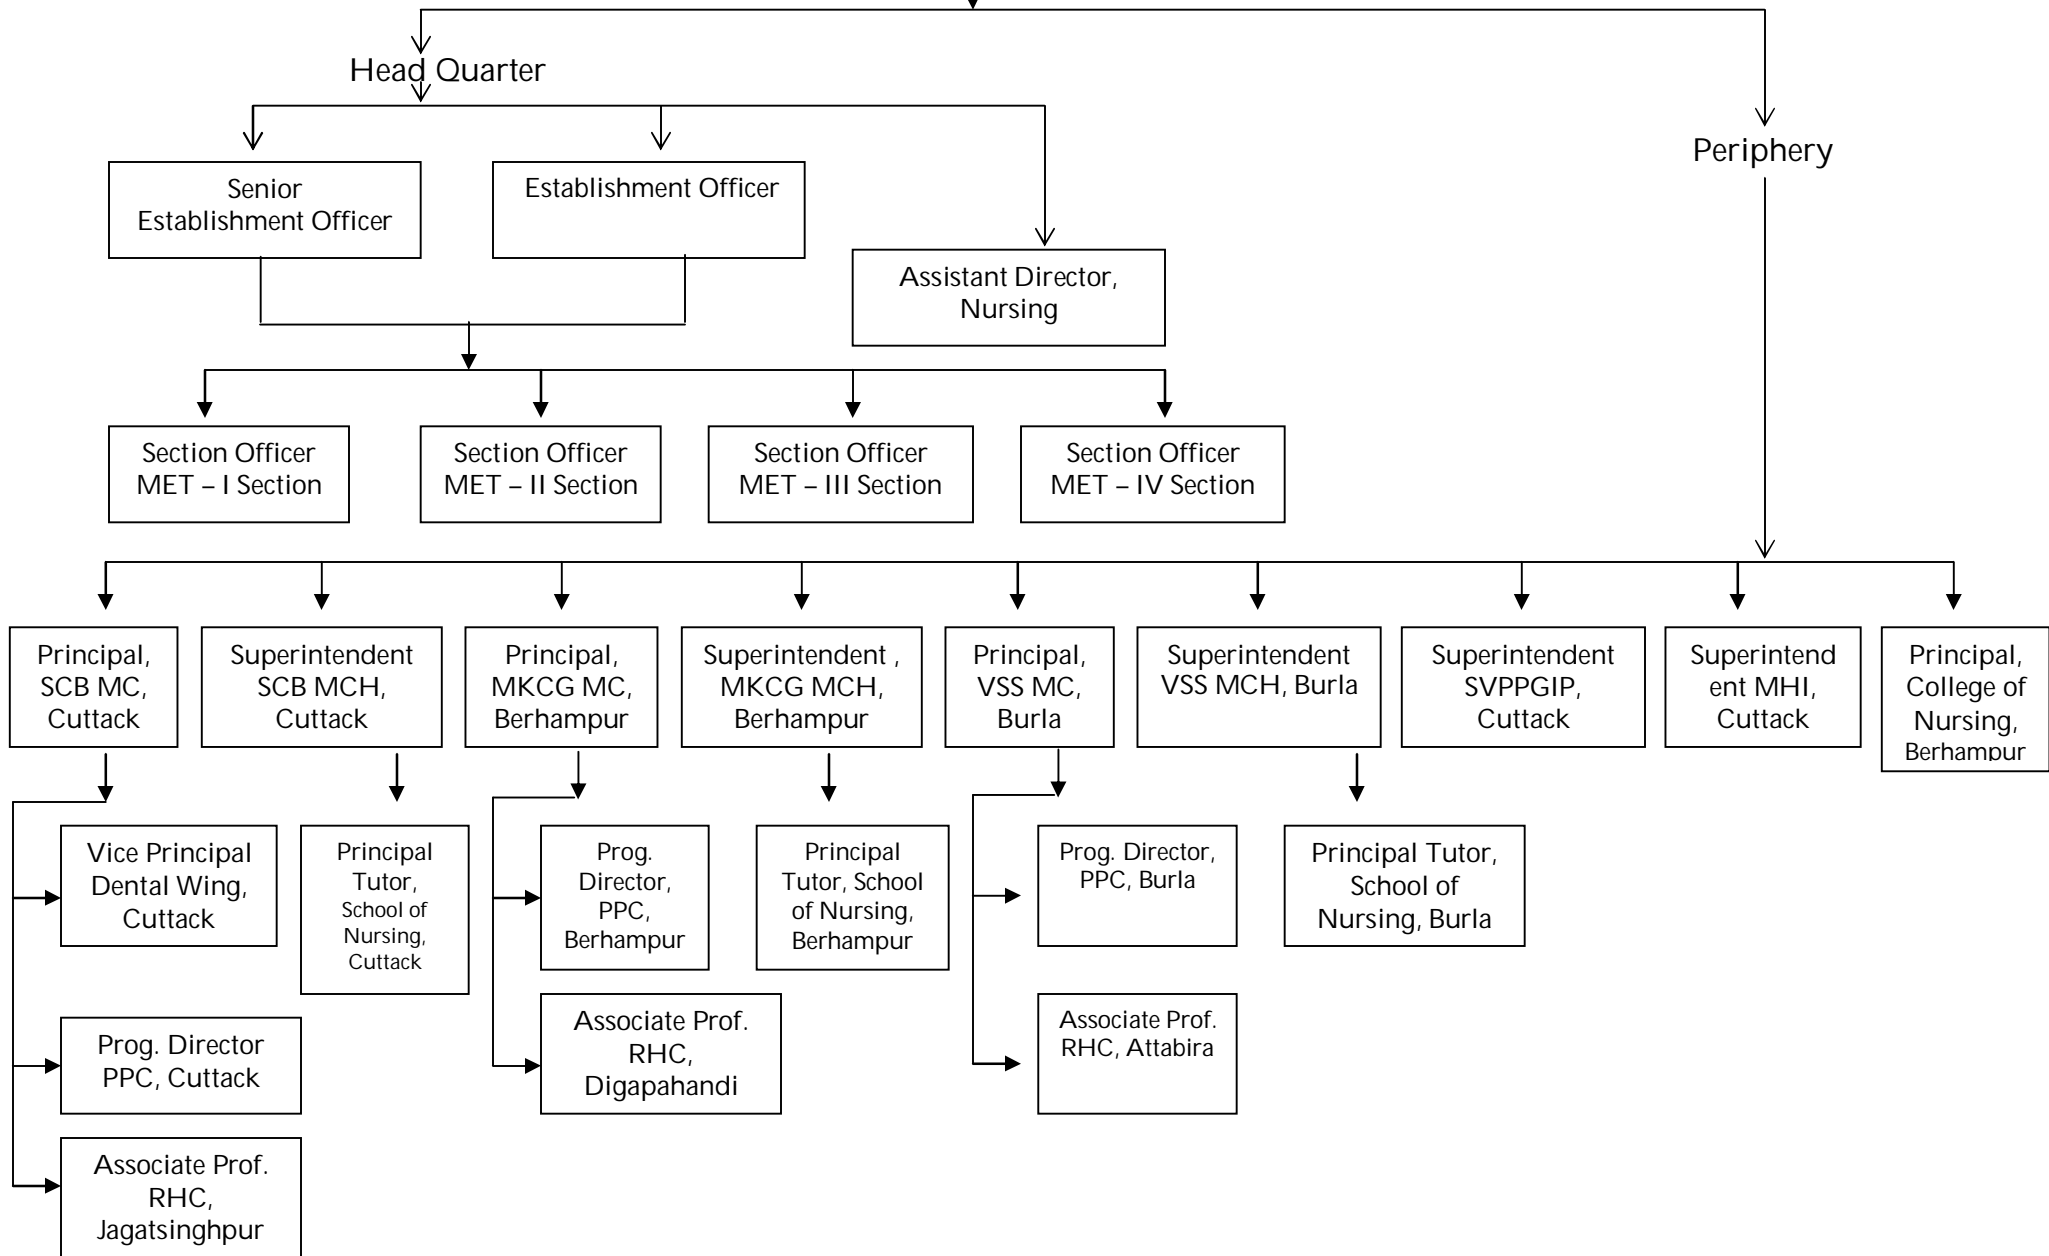 Head Quarter
Periphery
Senior
Establishment Officer
Establishment Officer
Assistant Director,
Nursing
Section Officer
MET – I Section
Section Officer
MET – II Section
Section Officer
MET – III Section
Section Officer
MET – IV Section
Principal,
SCB MC,
Cuttack
Superintendent
SCB MCH,
Cuttack
Principal,
MKCG MC,
Berhampur
Superintendent ,
MKCG MCH,
Berhampur
Principal,
VSS MC,
Burla
Superintendent
VSS MCH, Burla
Superintendent
SVPPGIP,
Cuttack
Superintend
ent MHI,
Cuttack
Principal,
College of
Nursing,
Berhampur
Vice Principal
Dental Wing,
Cuttack
Principal
Tutor,
School of
Nursing,
Cuttack
Prog.
Director,
PPC,
Berhampur
Principal
Tutor, School
of Nursing,
Berhampur
Prog. Director,
PPC, Burla
Principal Tutor,
School of
Nursing, Burla
Prog. Director
PPC, Cuttack
Associate Prof.
RHC,
Digapahandi
Associate Prof.
RHC, Attabira
Associate Prof.
RHC,
Jagatsinghpur